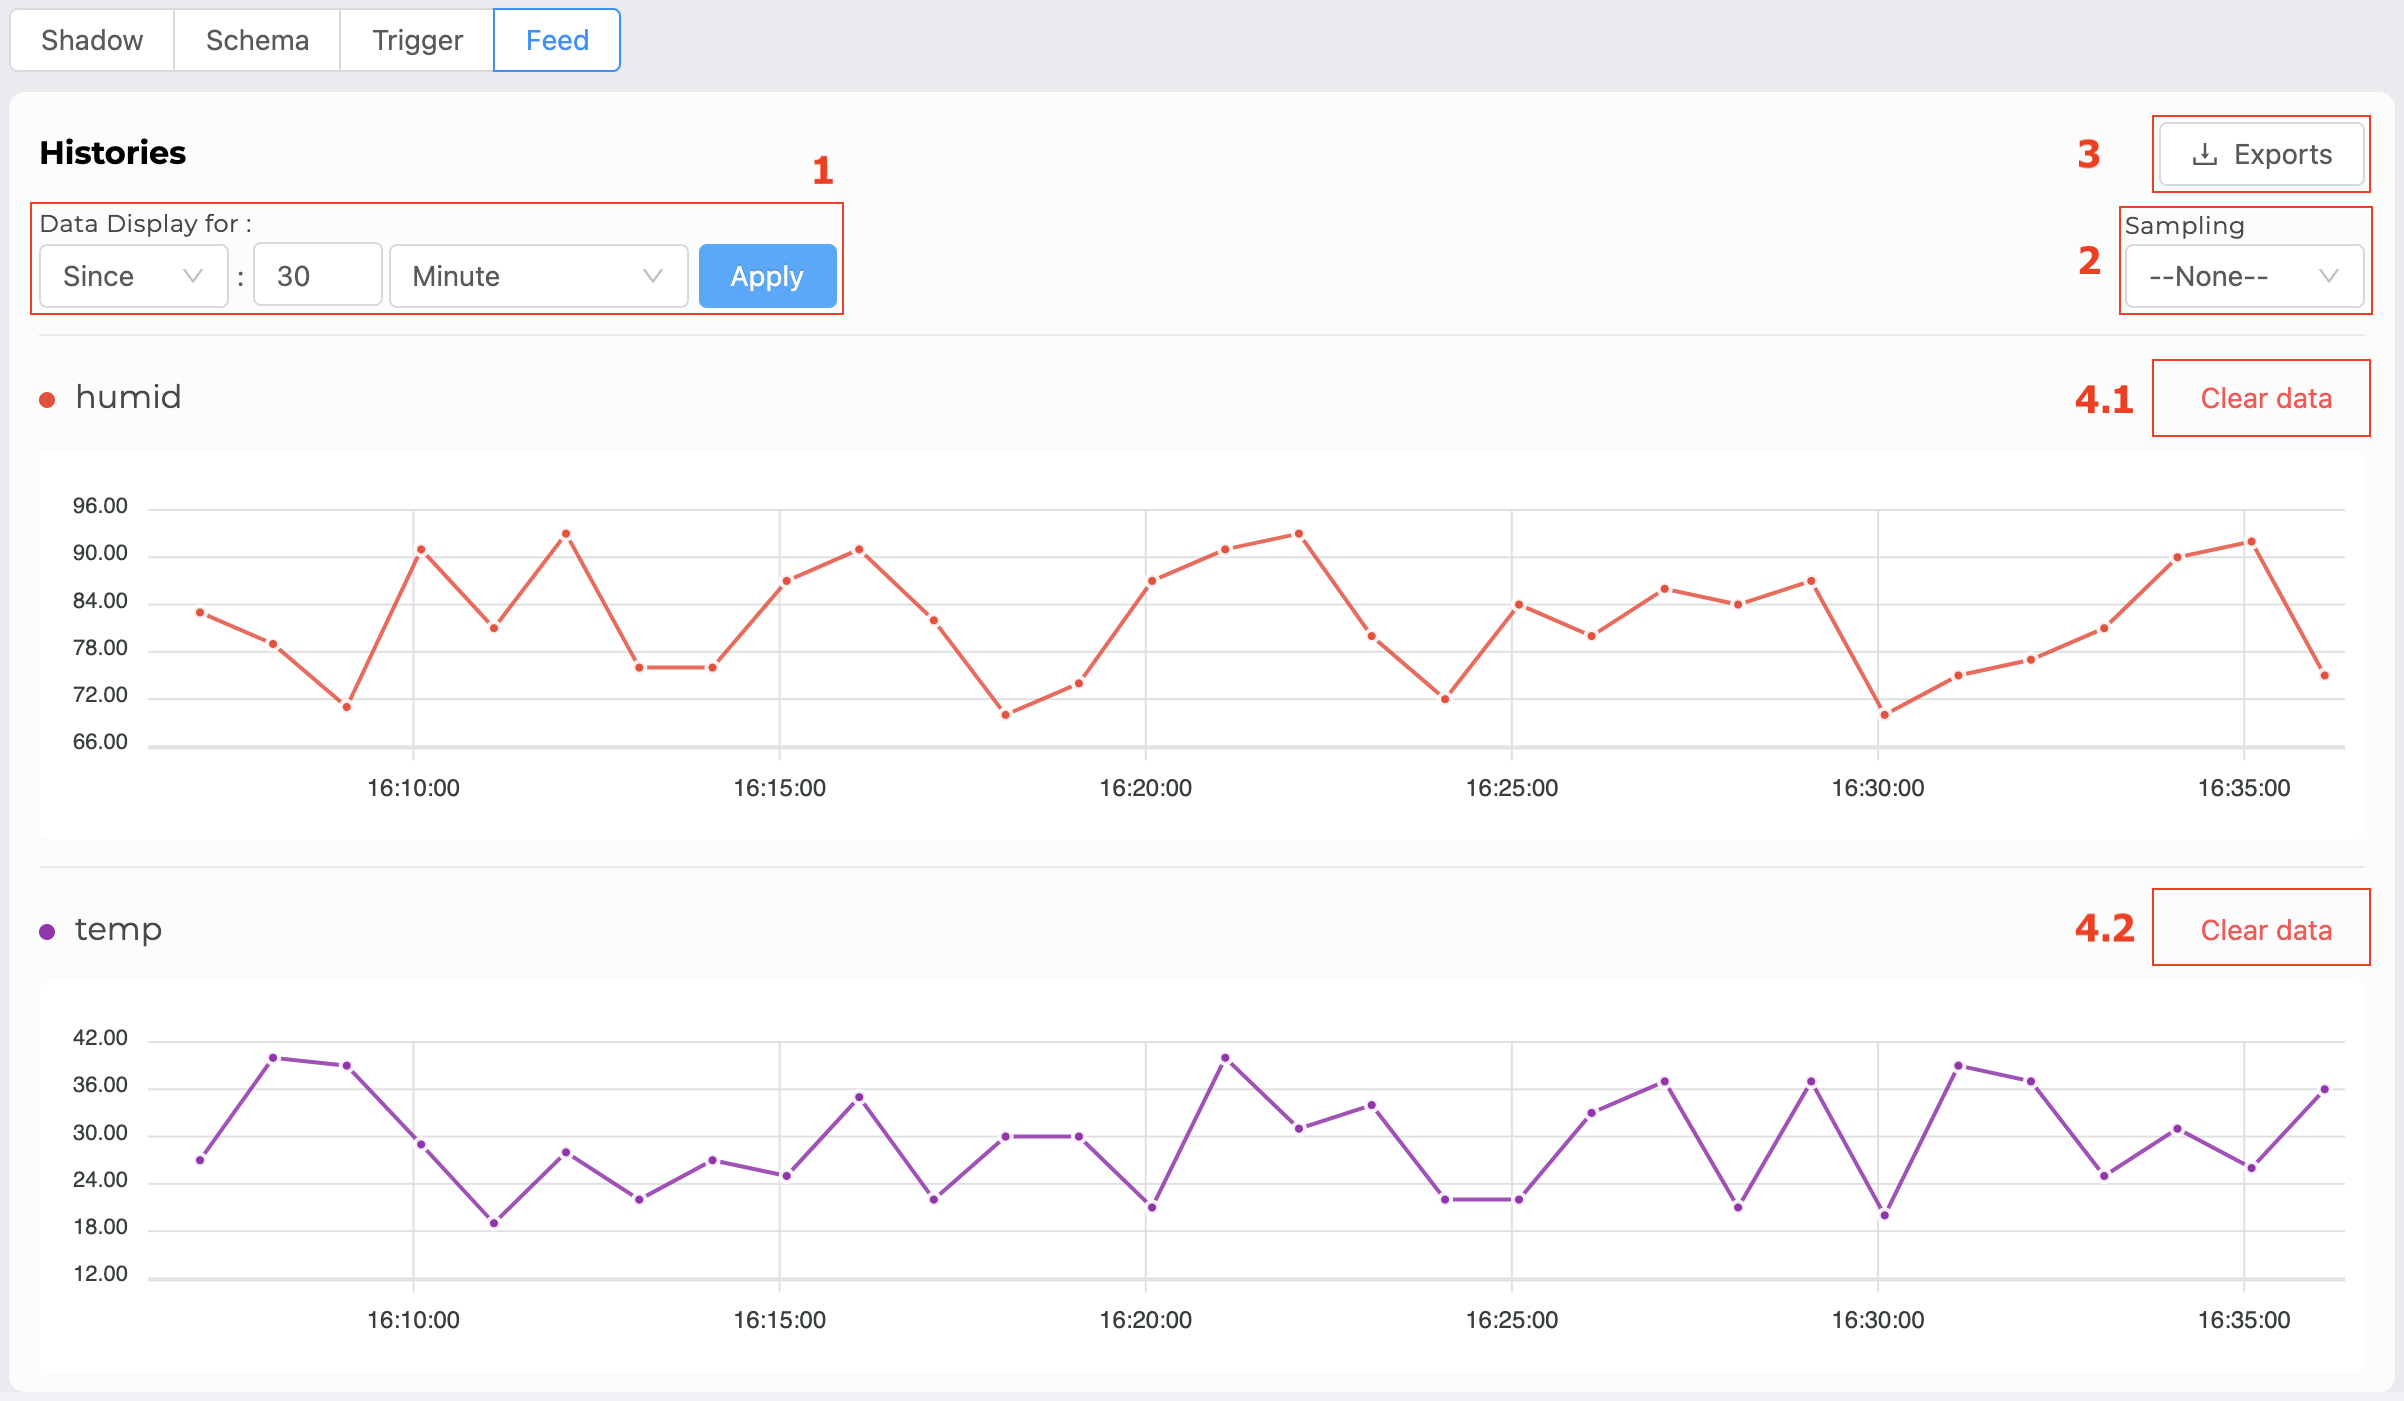 Shadow Schema Trigger Feed
Histories
1
3
Exports
Data Display for :
Since : 30 Minute Apply
2
Sampling
--None--
humid
4.1
Clear data
96.00
90.00
84.00
78.00
72.00
66.00
16:10:00 16:15:00 16:20:00 16:25:00 16:30:00 16:35:00
temp
4.2
Clear data
42.00
36.00
30.00
24.00
18.00
12.00
16:10:00 16:15:00 16:20:00 16:25:00 16:30:00 16:35:00